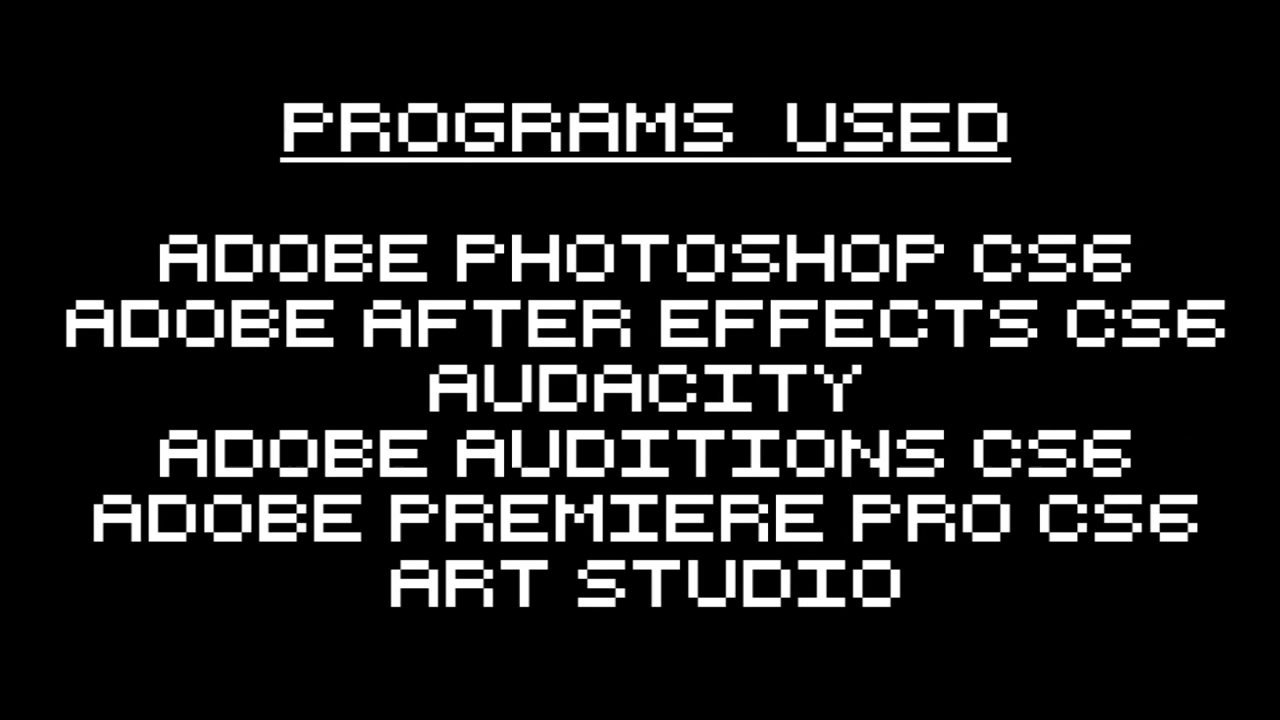 PROGRAMS USED
ADOBE PHOTOSHOP CS6
ADOBE AFTER EFFECTS CS6
AUDACITY
ADOBE AUDITIONS CS6
ADOBE PREMIERE PRO CS6
ART STUDIO